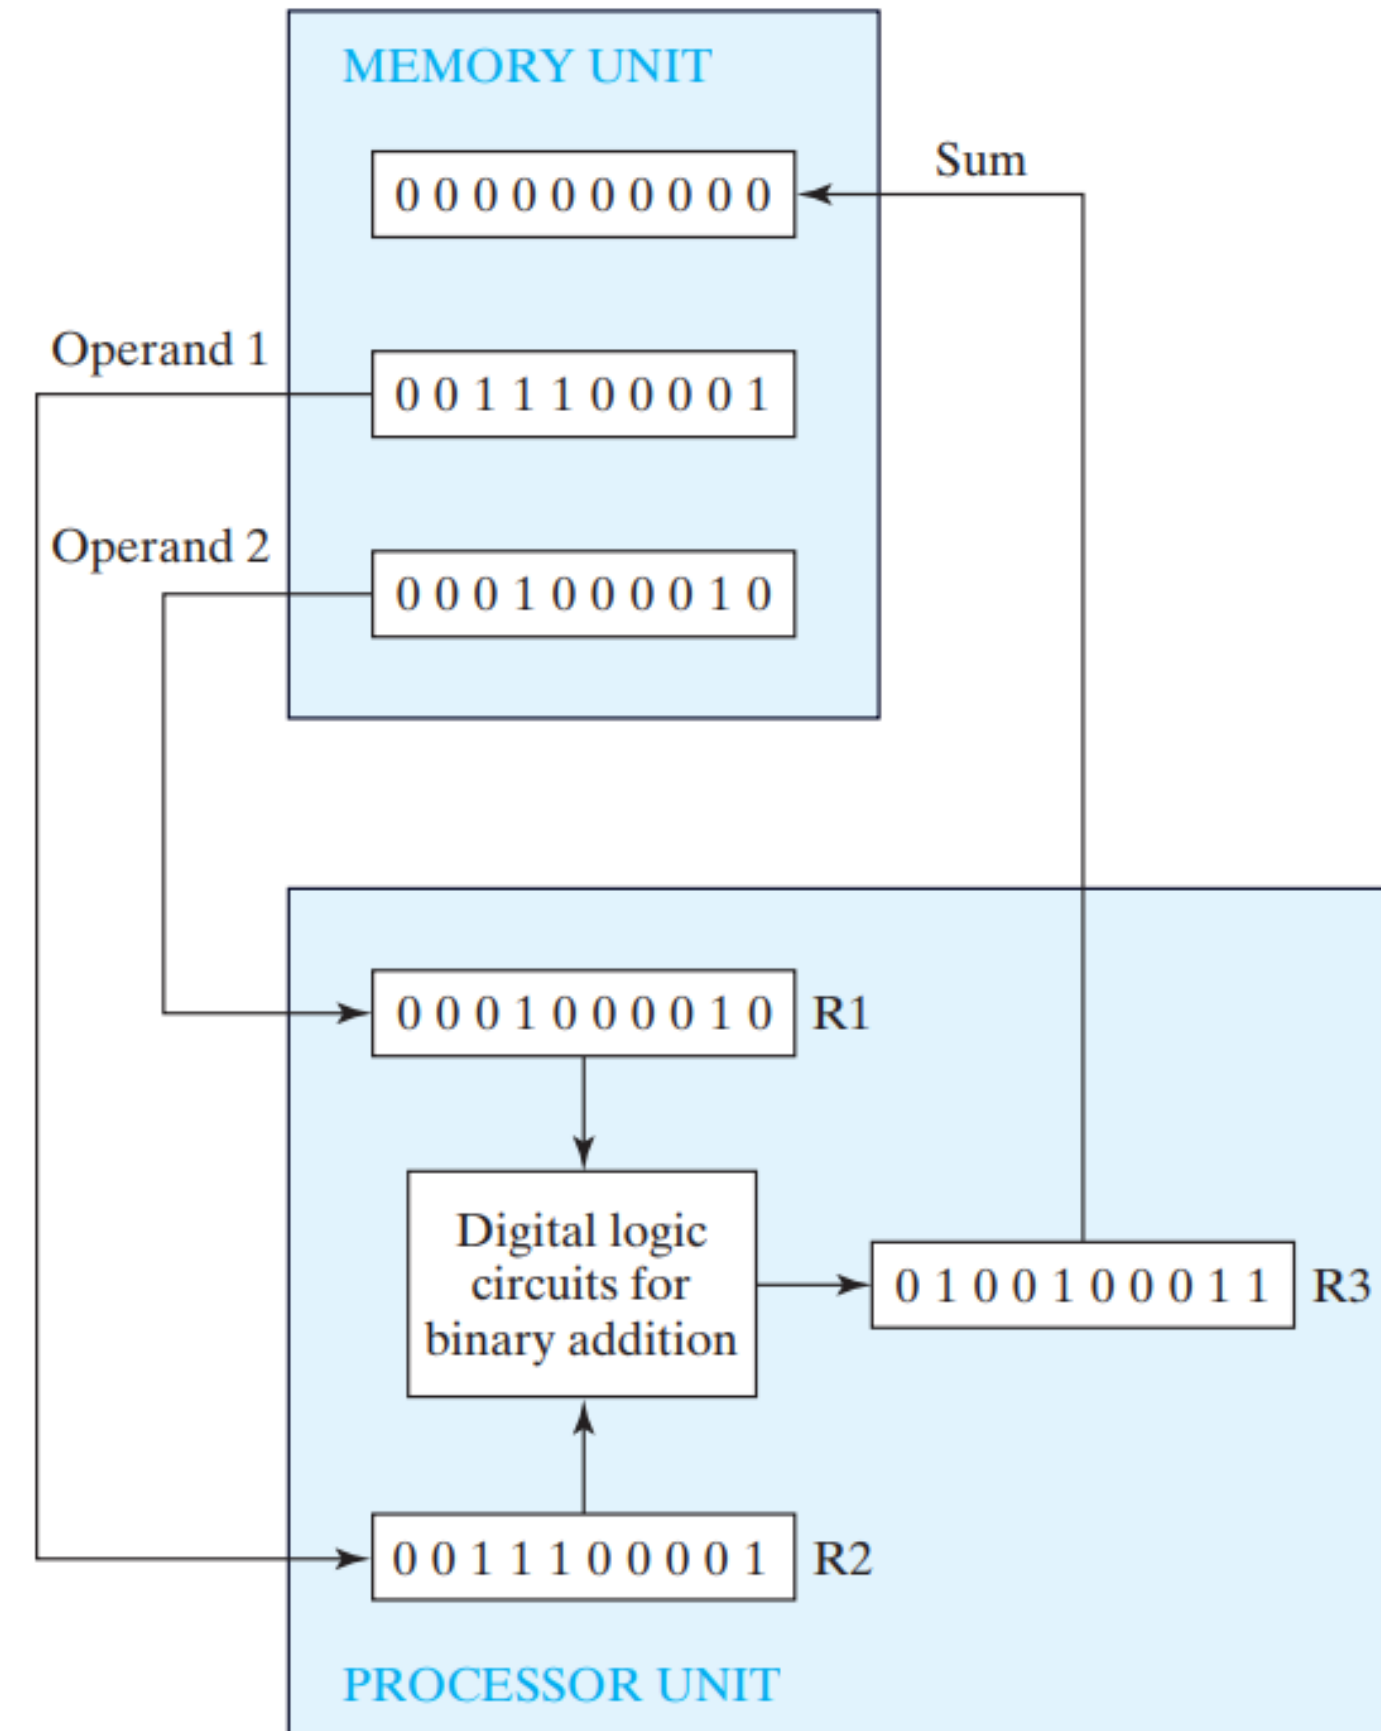 MEMORY UNIT
Sum
0 0 0 0 0 0 0 0 0 0
Operand 1
0 0 1 1 1 0 0 0 0 1
Operand 2
0 0 0 1 0 0 0 0 1 0
0 0 0 1 0 0 0 0 1 0 R1
Digital logic
circuits for
binary addition
0 1 0 0 1 0 0 0 1 1 R3
0 0 1 1 1 0 0 0 0 1 R2
PROCESSOR UNIT